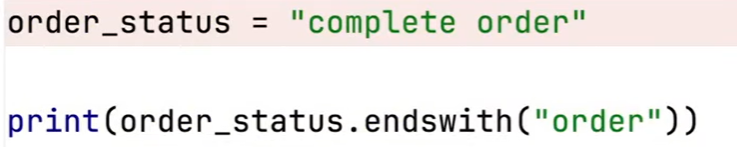 order_status = "complete order"
print(order_status.endswith("order"))